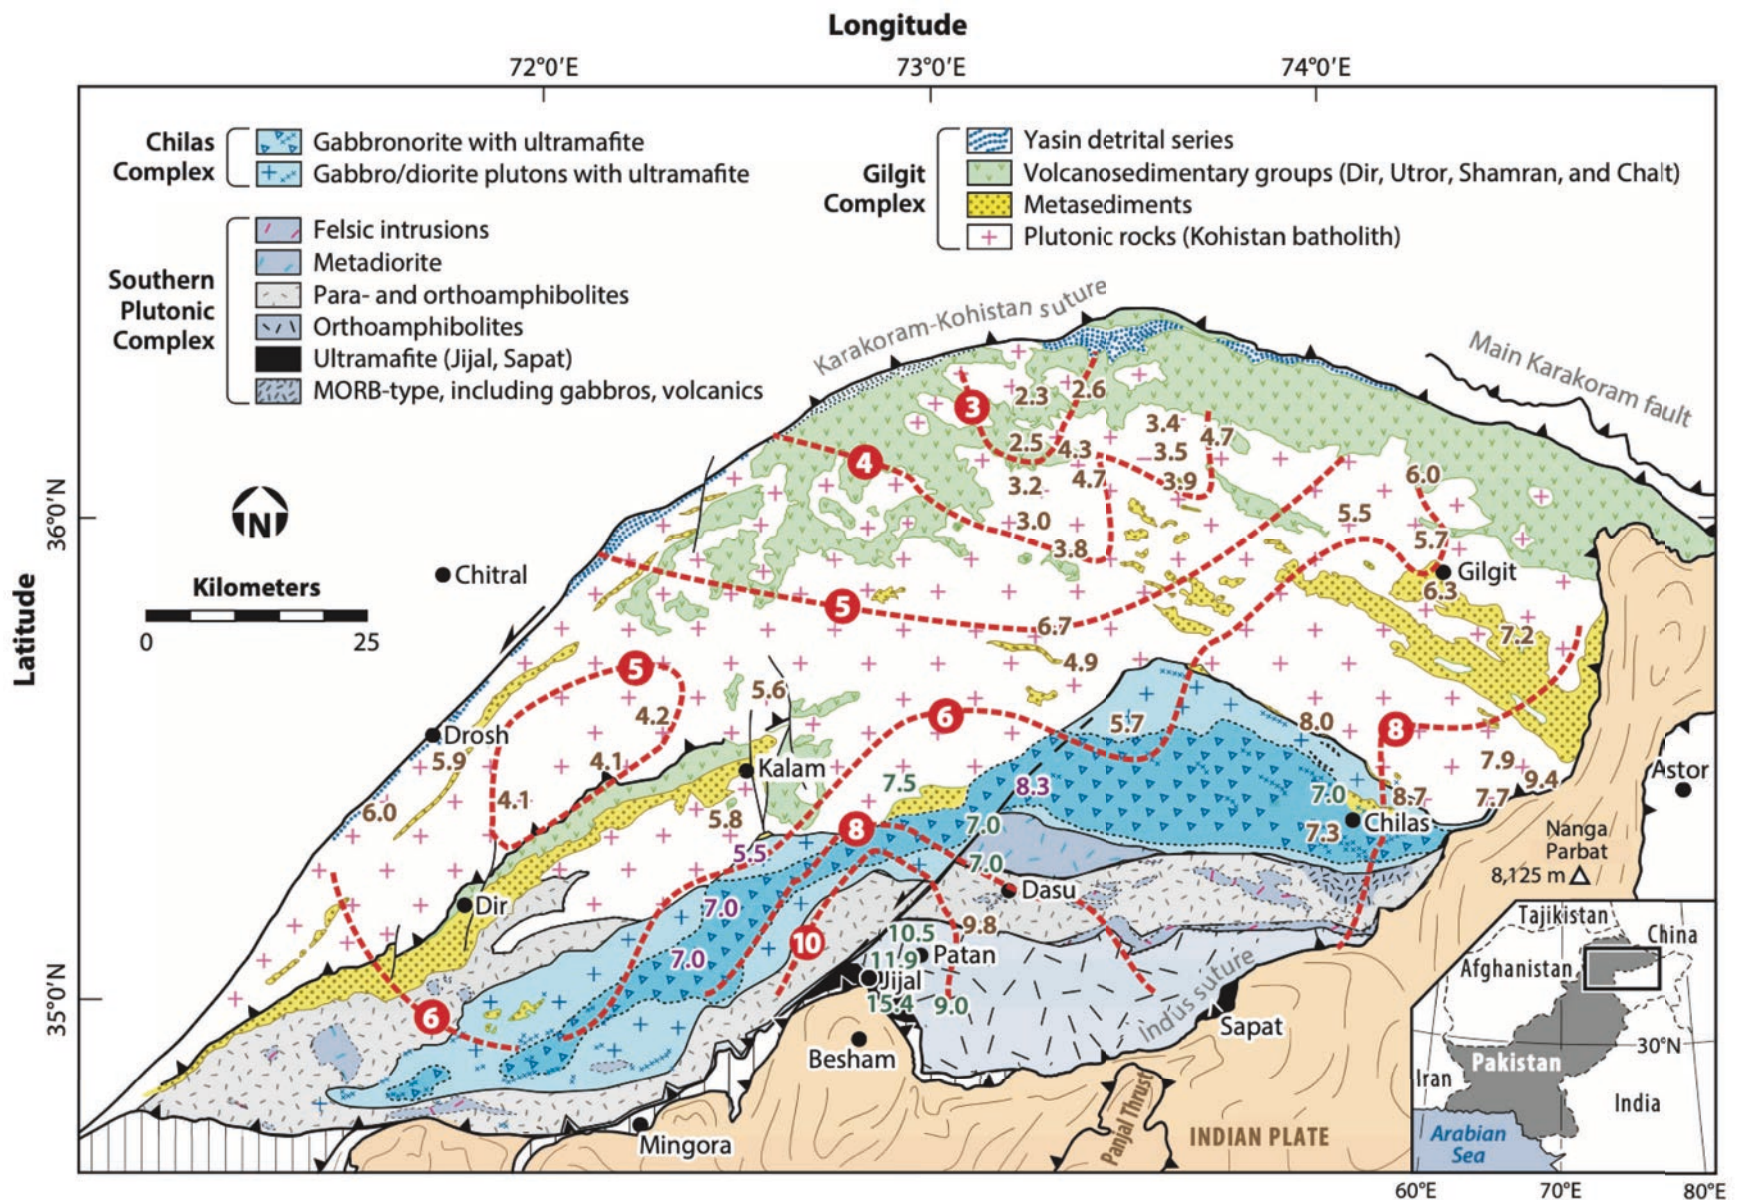 Longitude
72°0′E
73°0′E
74°0′E
Chilas
Complex
Gabbronorite with ultramafite
Gabbro/diorite plutons with ultramafite
Southern
Plutonic
Complex
Felsic intrusions
Metadiorite
Para- and orthoamphibolites
Orthoamphibolites
Ultramafite (Jijal, Sapat)
MORB-type, including gabbros, volcanics
Gilgit
Complex
Yasin detrital series
Volcanosedimentary groups (Dir, Utror, Shamran, and Chalt)
Metasediments
Plutonic rocks (Kohistan batholith)
Karakoram-Kohistan suture
Main Karakoram fault
Latitude
36°0′N
35°0′N
N
Kilometers
0
25
Chitral
3
2.3
2.6
2.5
4.3
3.4
4.7
3.5
4
3.2
4.7
3.9
6.0
3.0
5.5
3.8
5.7
Gilgit
6.3
5
6.7
7.2
4.9
5
5.6
4.2
6
5.7
8.0
8
Drosh
5.9
4.1
Kalam
7.5
8.3
7.9
9.4
Astor
4.1
6.0
5.8
7.0
8.7
7.7
8
7.0
7.3
Chilas
5.5
7.0
Nanga
Parbat
8,125 m
Dir
7.0
Dasu
9.8
10
10.5
Patan
7.0
11.9
Jijal
15.4
9.0
6
Indus suture
Sapat
Besham
Mingora
Panjal Thrust
INDIAN PLATE
Tajikistan
China
Afghanistan
30°N
Pakistan
Iran
India
Arabian
Sea
60°E
70°E
80°E